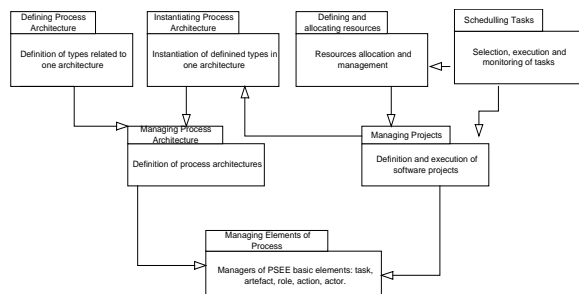 Defining Process
Architecture
Definition of types related to
one architecture
Instantiating Process
Architecture
Instantiation of definined types in
one architecture
Defining and
allocating resources
Resources allocation and
management
Schedulling Tasks
Selection, execution and
monitoring of tasks
Managing Process
Architecture
Definition of process architectures
Managing Projects
Definition and execution of
software projects
Managing Elements of
Process
Managers of PSEE basic elements: task,
artefact, role, action, actor.